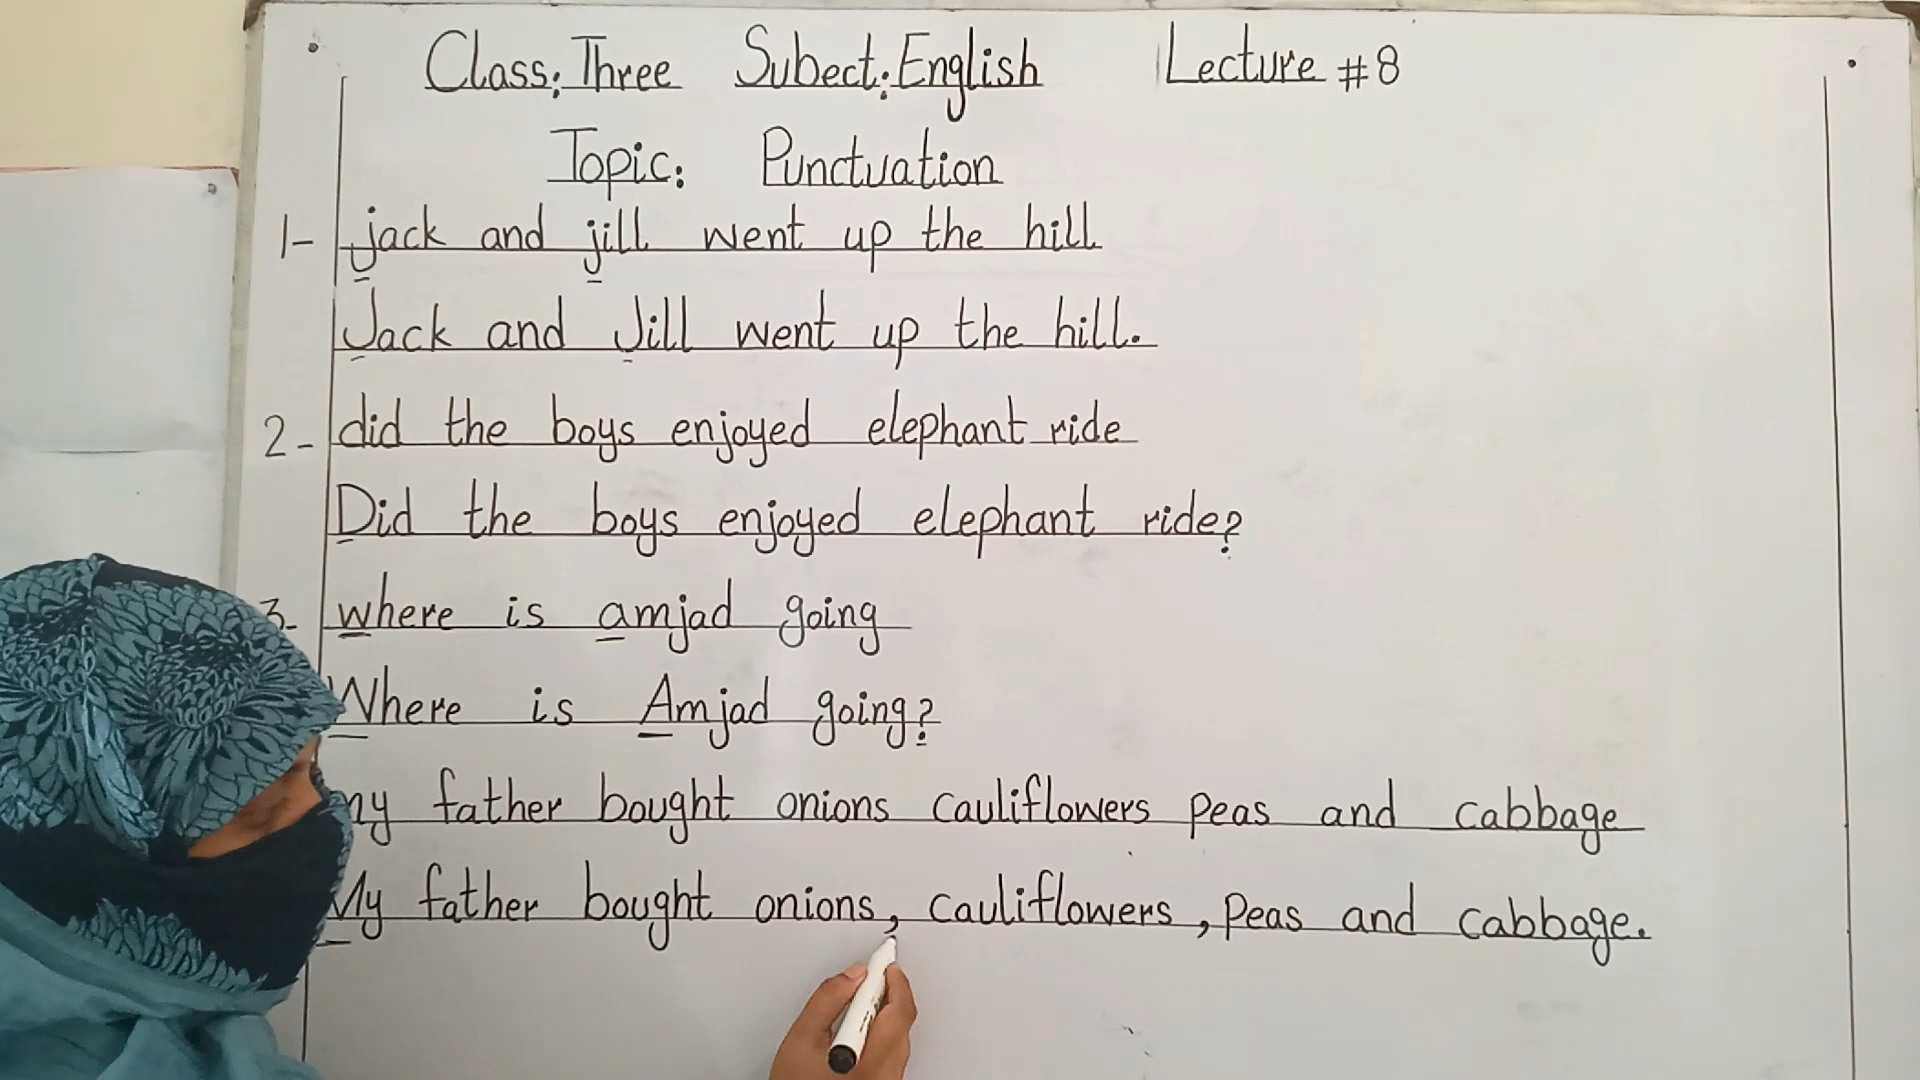 Class: Three Subect: English Lecture #8
Topic: Punctuation
1- jack and jill went up the hill
Jack and Jill went up the hill.
2- did the boys enjoyed elephant ride
Did the boys enjoyed elephant ride?
3- where is amjad going
Where is Amjad going?
my father bought onions cauliflowers peas and cabbage
My father bought onions, cauliflowers, peas and cabbage.